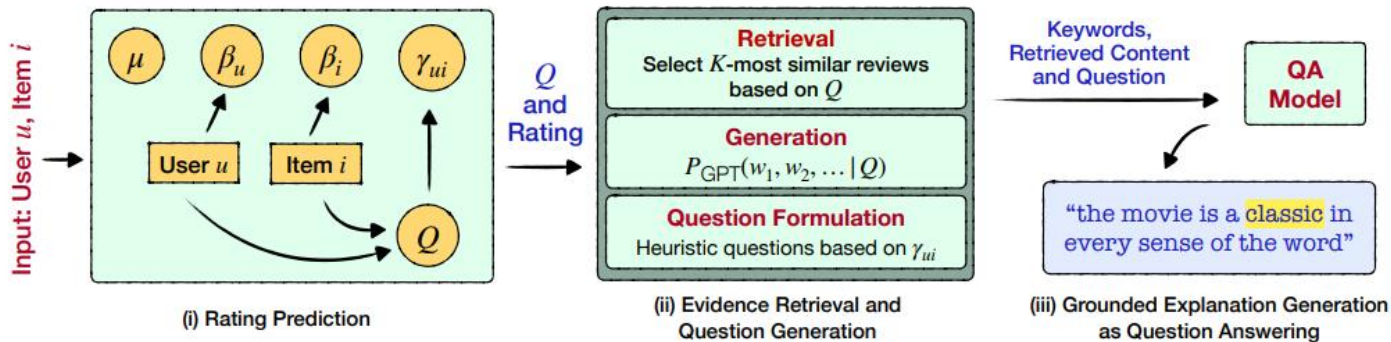 Input: User u, Item i
μ
β_u
β_i
γ_ui
User u
Item i
Q
(i) Rating Prediction
Q
and
Rating
Retrieval
Select K-most similar reviews
based on Q
Generation
P_GPT(w_1, w_2, … | Q)
Question Formulation
Heuristic questions based on γ_ui
(ii) Evidence Retrieval and
Question Generation
Keywords,
Retrieved Content
and Question
QA
Model
“the movie is a classic in
every sense of the word”
(iii) Grounded Explanation Generation
as Question Answering